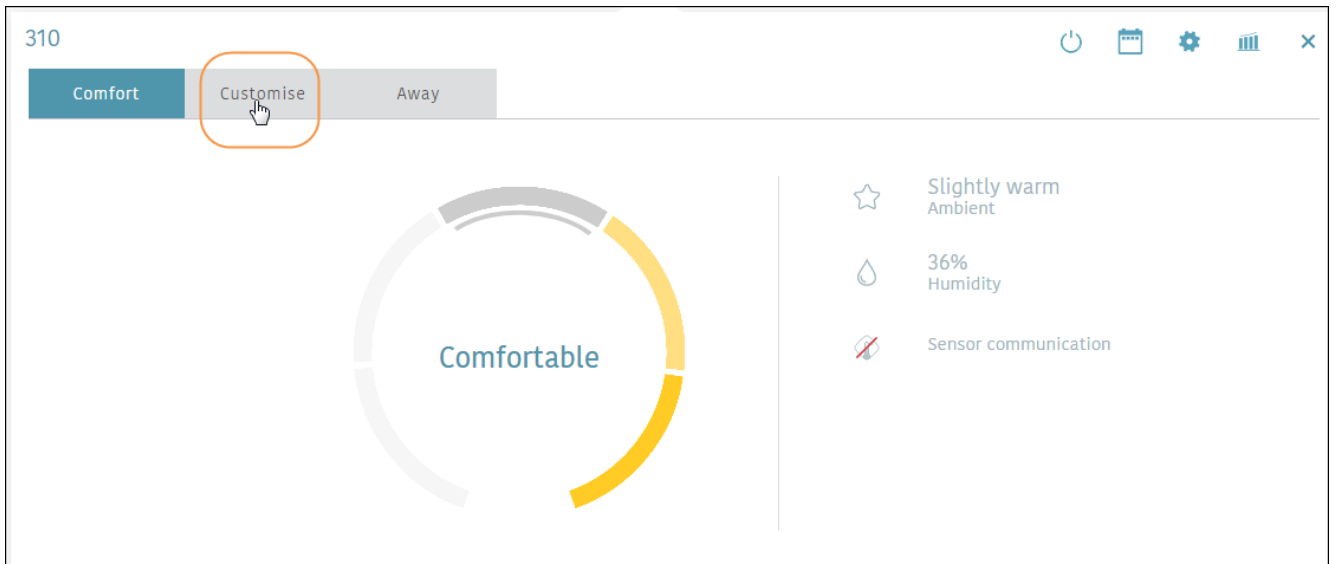 310
Comfort
Customise
Away
Comfortable
Slightly warm
Ambient
36%
Humidity
Sensor communication